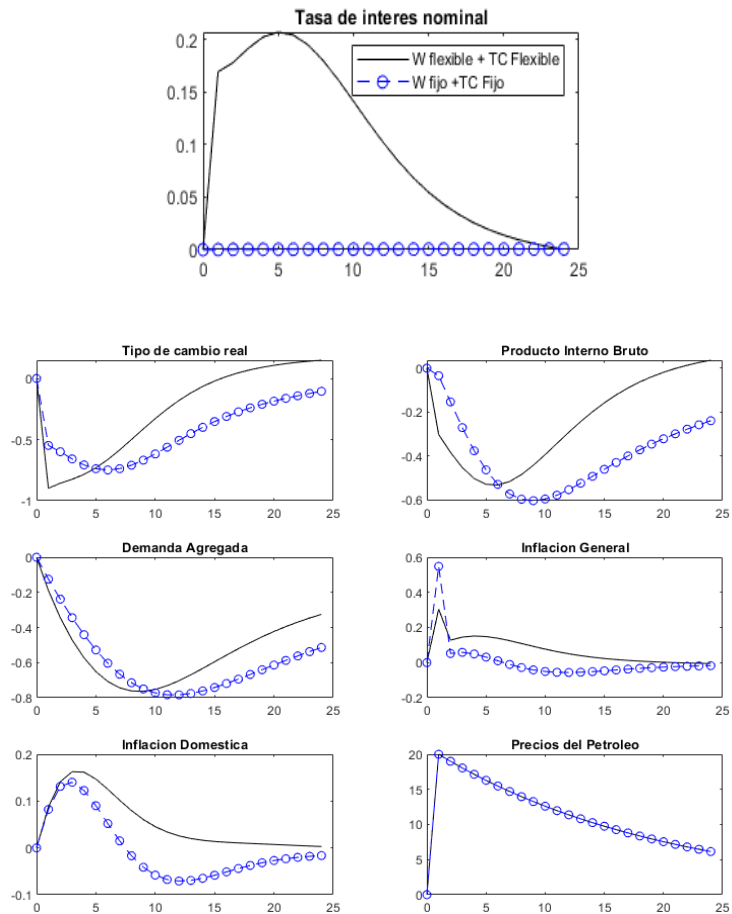 Tasa de interes nominal
0.2
0.15
0.1
0.05
0
W flexible + TC Flexible
W fijo +TC Fijo
0 5 10 15 20 25
Tipo de cambio real
0
-0.5
-1
0 5 10 15 20 25
Producto Interno Bruto
0
-0.2
-0.4
-0.6
0 5 10 15 20 25
Demanda Agregada
0
-0.2
-0.4
-0.6
-0.8
0 5 10 15 20 25
Inflacion General
0.6
0.4
0.2
0
-0.2
0 5 10 15 20 25
Inflacion Domestica
0.2
0.1
0
-0.1
0 5 10 15 20 25
Precios del Petroleo
20
15
10
5
0
0 5 10 15 20 25